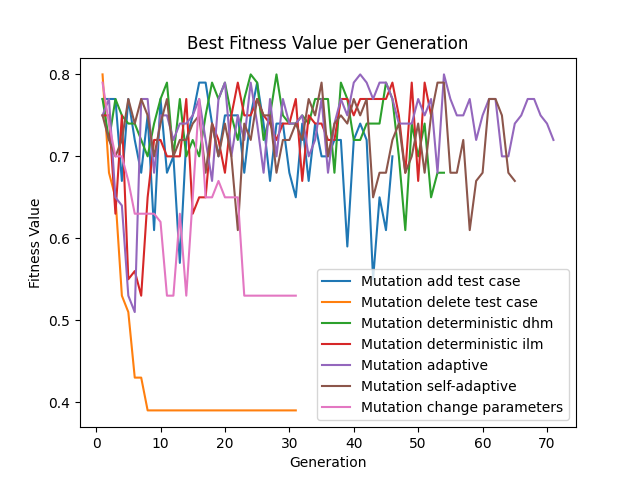 Best Fitness Value per Generation
Fitness Value
0.8
0.7
0.6
0.5
0.4
0
10
20
30
40
50
60
70
Generation
Mutation add test case
Mutation delete test case
Mutation deterministic dhm
Mutation deterministic ilm
Mutation adaptive
Mutation self-adaptive
Mutation change parameters